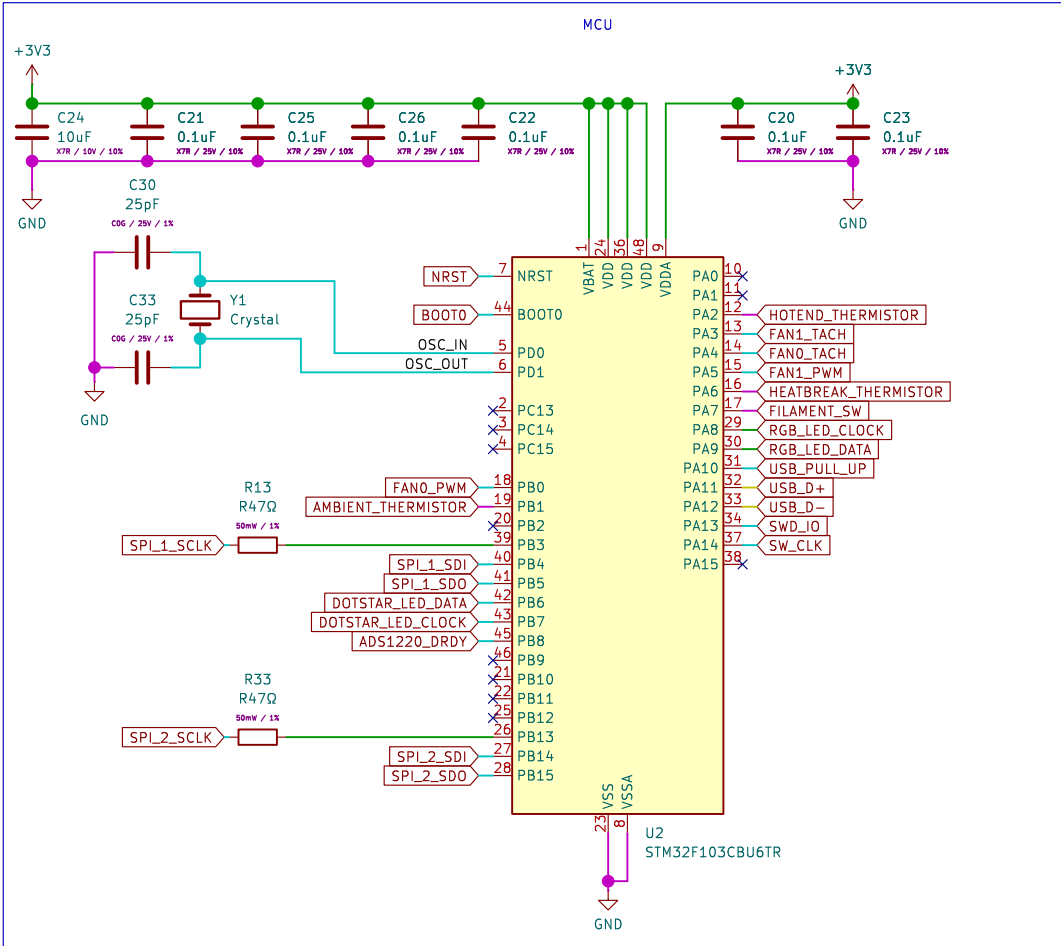 MCU
+3V3
+3V3
C24
10uF
X7R / 10V / 10%
C21
0.1uF
X7R / 25V / 10%
C25
0.1uF
X7R / 25V / 10%
C26
0.1uF
X7R / 25V / 10%
C22
0.1uF
X7R / 25V / 10%
C20
0.1uF
X7R / 25V / 10%
C23
0.1uF
X7R / 25V / 10%
GND
GND
C30
25pF
C0G / 25V / 1%
C33
25pF
C0G / 25V / 1%
Y1
Crystal
GND
1 VBAT
24 VDD
36 VDD
48 VDD
9 VDDA
NRST 7 NRST
BOOT0 44 BOOT0
OSC_IN 5 PD0
OSC_OUT 6 PD1
2 PC13
3 PC14
4 PC15
FAN0_PWM 18 PB0
AMBIENT_THERMISTOR 19 PB1
20 PB2
R13
R47Ω
50mW / 1%
SPI_1_SCLK 39 PB3
SPI_1_SDI 40 PB4
SPI_1_SDO 41 PB5
DOTSTAR_LED_DATA 42 PB6
DOTSTAR_LED_CLOCK 43 PB7
ADS1220_DRDY 45 PB8
46 PB9
21 PB10
22 PB11
25 PB12
R33
R47Ω
50mW / 1%
SPI_2_SCLK 26 PB13
SPI_2_SDI 27 PB14
SPI_2_SDO 28 PB15
PA0 10
PA1 11
PA2 12 HOTEND_THERMISTOR
PA3 13 FAN1_TACH
PA4 14 FAN0_TACH
PA5 15 FAN1_PWM
PA6 16 HEATBREAK_THERMISTOR
PA7 17 FILAMENT_SW
PA8 29 RGB_LED_CLOCK
PA9 30 RGB_LED_DATA
PA10 31 USB_PULL_UP
PA11 32 USB_D+
PA12 33 USB_D-
PA13 34 SWD_IO
PA14 37 SW_CLK
PA15 38
VSS 23
VSSA 8
U2
STM32F103CBU6TR
GND